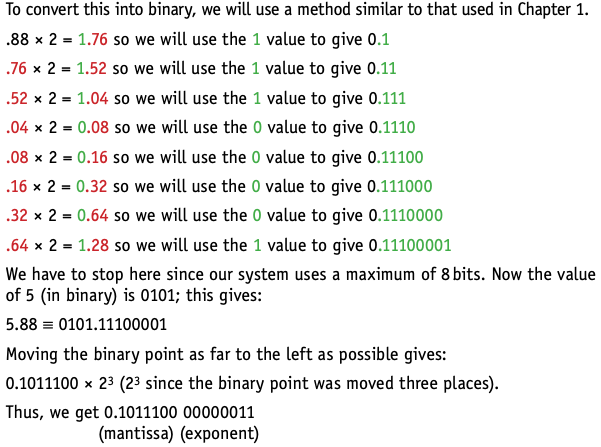 To convert this into binary, we will use a method similar to that used in Chapter 1.
.88 × 2 = 1.76 so we will use the 1 value to give 0.1
.76 × 2 = 1.52 so we will use the 1 value to give 0.11
.52 × 2 = 1.04 so we will use the 1 value to give 0.111
.04 × 2 = 0.08 so we will use the 0 value to give 0.1110
.08 × 2 = 0.16 so we will use the 0 value to give 0.11100
.16 × 2 = 0.32 so we will use the 0 value to give 0.111000
.32 × 2 = 0.64 so we will use the 0 value to give 0.1110000
.64 × 2 = 1.28 so we will use the 1 value to give 0.11100001
We have to stop here since our system uses a maximum of 8 bits. Now the value
of 5 (in binary) is 0101; this gives:
5.88 ≡ 0101.11100001
Moving the binary point as far to the left as possible gives:
0.1011100 × 2³ (2³ since the binary point was moved three places).
Thus, we get 0.1011100 00000011
(mantissa) (exponent)